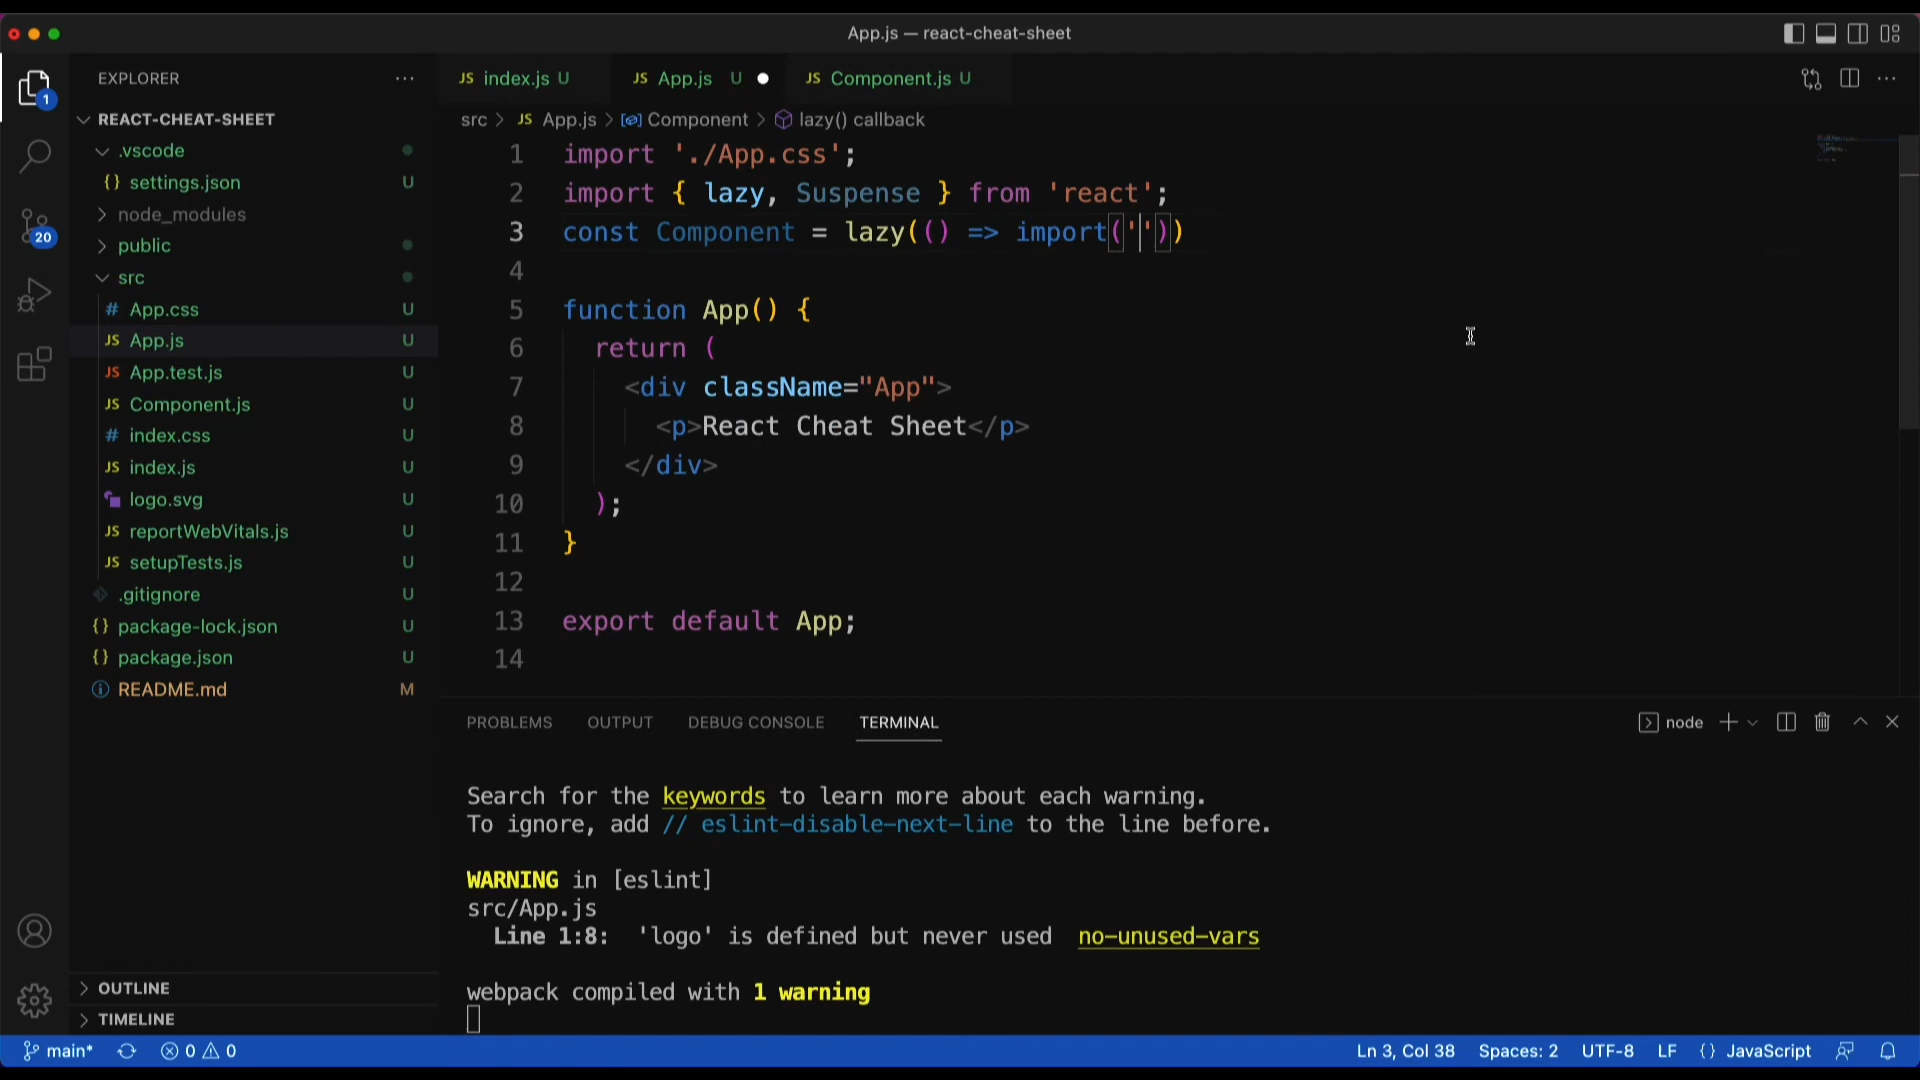 App.js — react-cheat-sheet
EXPLORER
JS index.js U
JS App.js U
JS Component.js U
1
REACT-CHEAT-SHEET
src > JS App.js > Component > lazy() callback
.vscode
{} settings.json U
node_modules
20
public
src
# App.css U
JS App.js U
JS App.test.js U
JS Component.js U
# index.css U
JS index.js U
logo.svg U
JS reportWebVitals.js U
JS setupTests.js U
.gitignore U
{} package-lock.json U
{} package.json U
README.md M
OUTLINE
TIMELINE
1 import './App.css';
2 import { lazy, Suspense } from 'react';
3 const Component = lazy(() => import(''))
4
5 function App() {
6 return (
7 <div className="App">
8 <p>React Cheat Sheet</p>
9 </div>
10 );
11 }
12
13 export default App;
14
PROBLEMS OUTPUT DEBUG CONSOLE TERMINAL
node
Search for the keywords to learn more about each warning.
To ignore, add // eslint-disable-next-line to the line before.
WARNING in [eslint]
src/App.js
Line 1:8: 'logo' is defined but never used no-unused-vars
webpack compiled with 1 warning
main* 0 0 Ln 3, Col 38 Spaces: 2 UTF-8 LF {} JavaScript